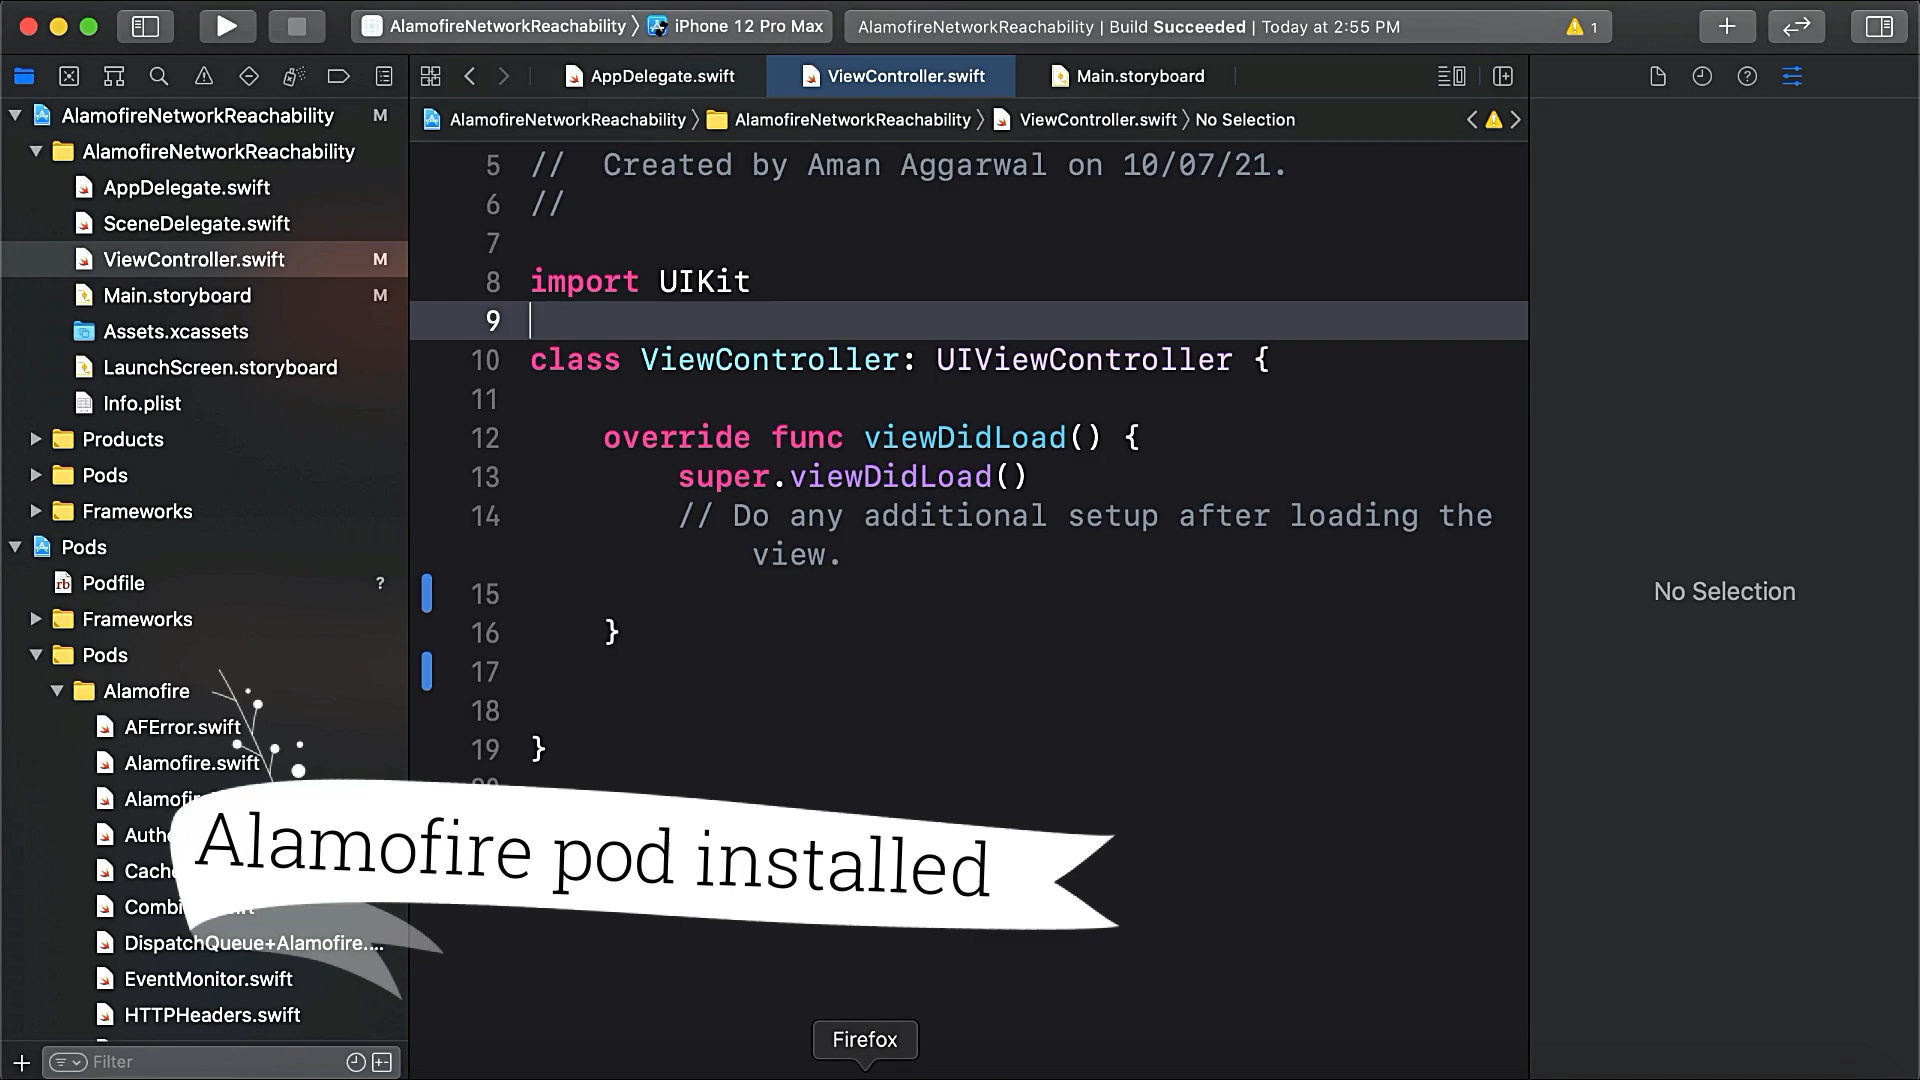 AlamofireNetworkReachability 〉 iPhone 12 Pro Max
AlamofireNetworkReachability | Build Succeeded | Today at 2:55 PM
1
AppDelegate.swift
ViewController.swift
Main.storyboard
AlamofireNetworkReachability 〉 AlamofireNetworkReachability 〉 ViewController.swift 〉 No Selection
AlamofireNetworkReachability M
AlamofireNetworkReachability
AppDelegate.swift
SceneDelegate.swift
ViewController.swift M
Main.storyboard M
Assets.xcassets
LaunchScreen.storyboard
Info.plist
Products
Pods
Frameworks
Pods
rb Podfile ?
Frameworks
Pods
Alamofire
AFError.swift
Alamofire.swift
DispatchQueue+Alamofire....
EventMonitor.swift
HTTPHeaders.swift
Filter
5 // Created by Aman Aggarwal on 10/07/21.
6 //
7
8 import UIKit
9
10 class ViewController: UIViewController {
11
12 override func viewDidLoad() {
13 super.viewDidLoad()
14 // Do any additional setup after loading the
view.
15
16 }
17
18
19 }
Alamofire pod installed
Firefox
No Selection